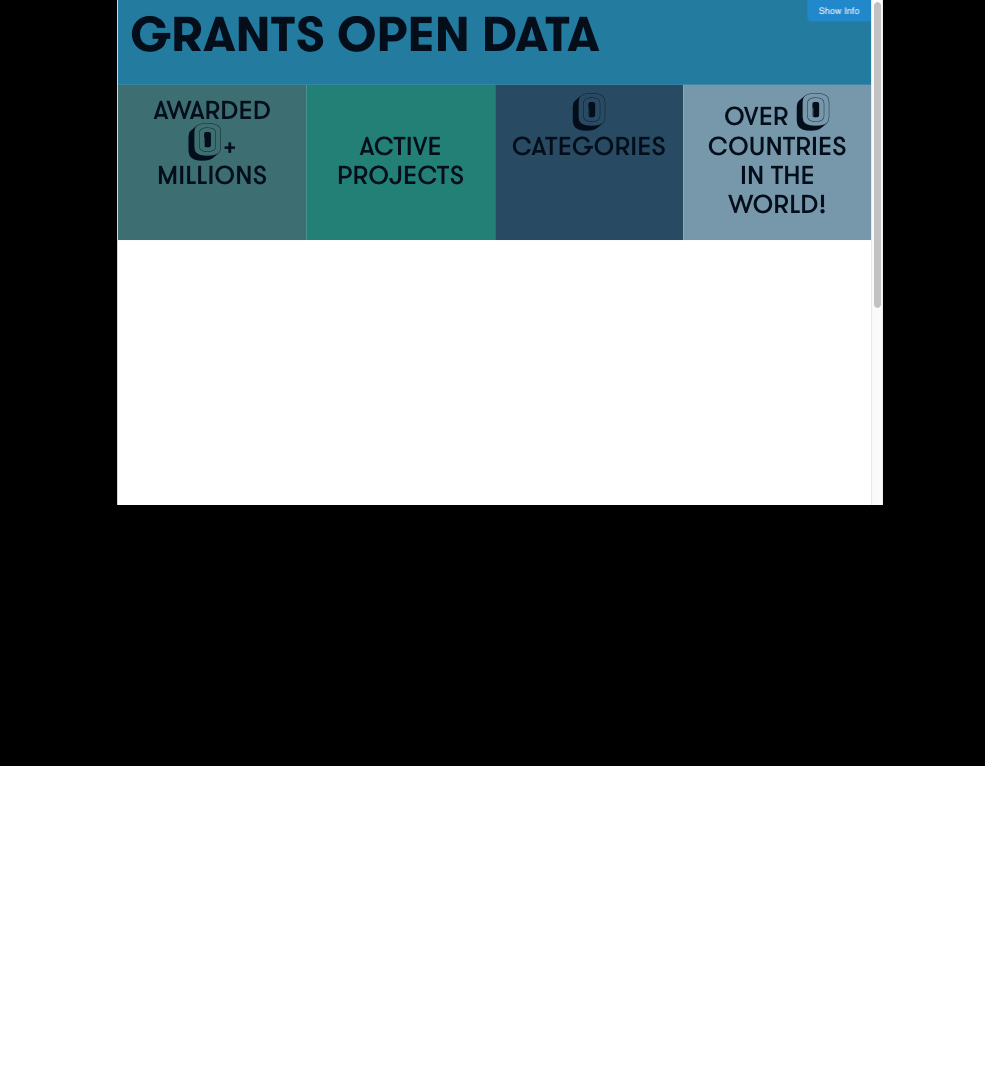 GRANTS OPEN DATA
Show Info
AWARDED
0+
MILLIONS
ACTIVE
PROJECTS
0
CATEGORIES
OVER 0
COUNTRIES
IN THE
WORLD!